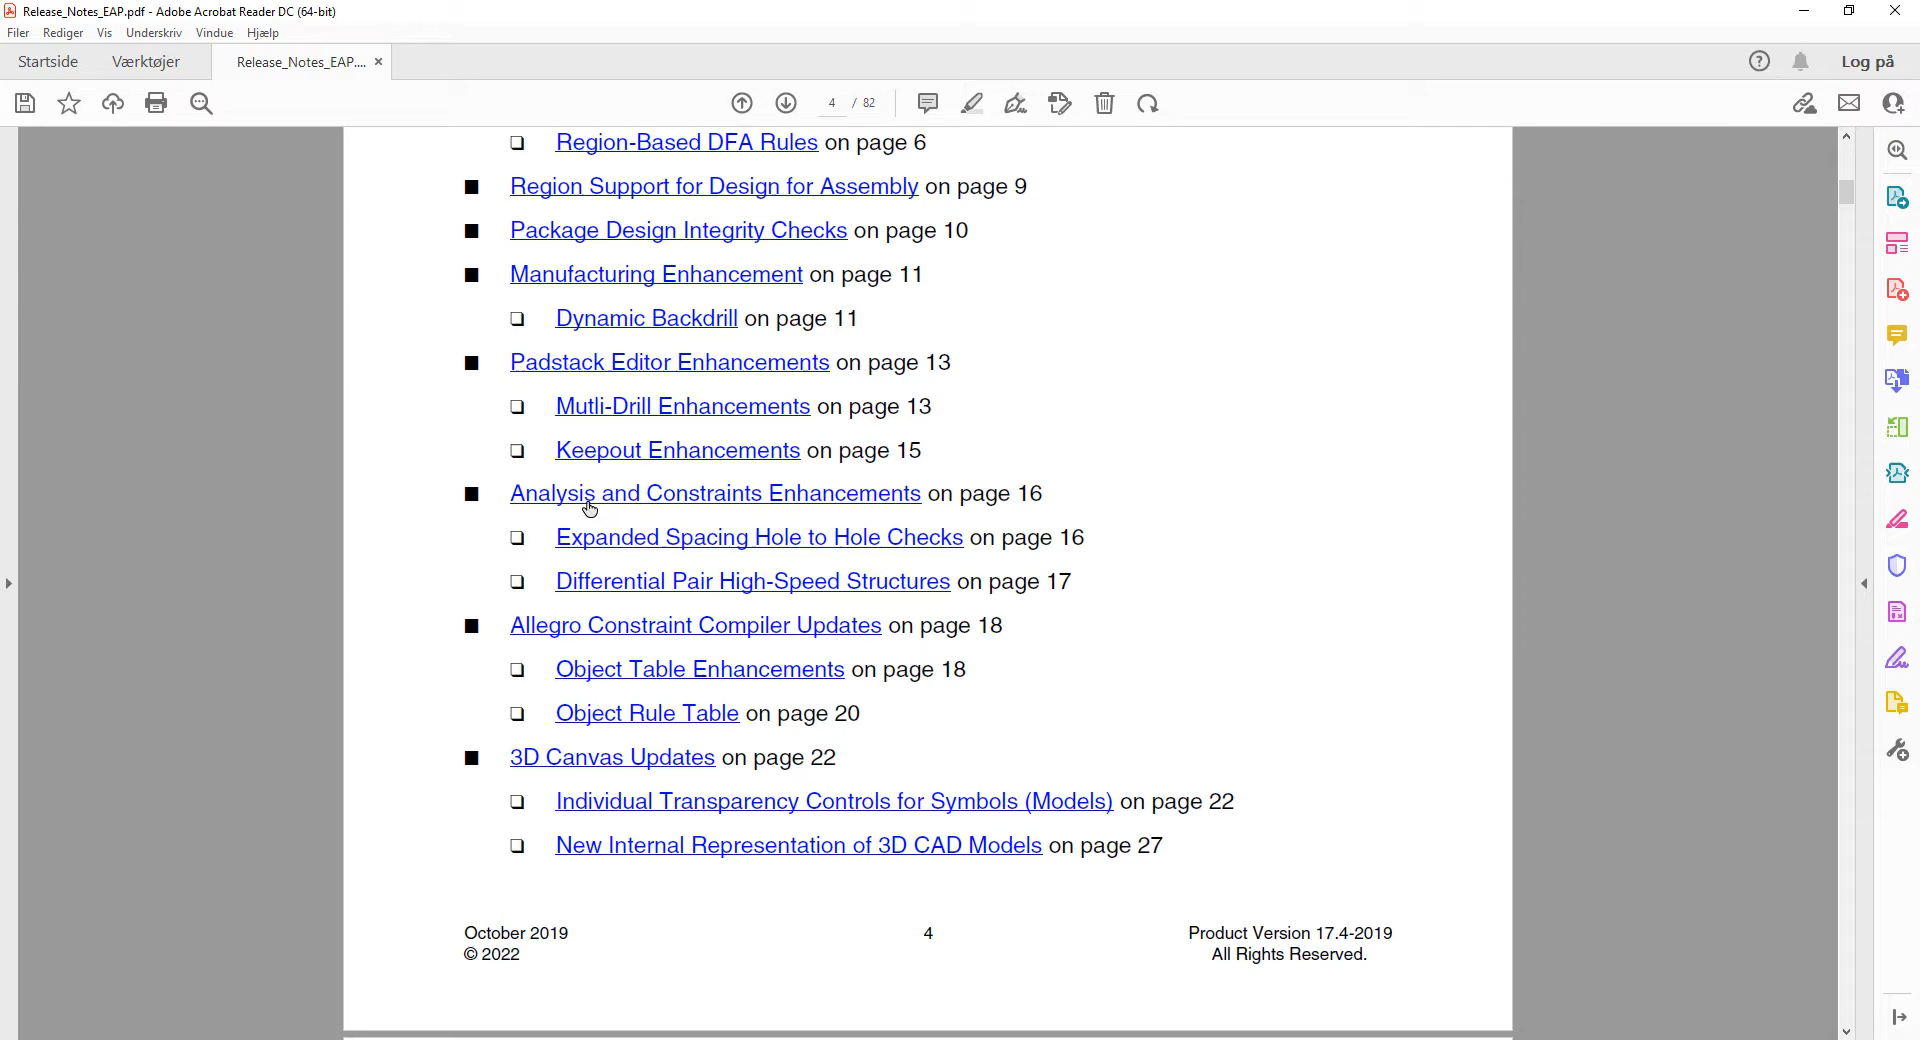 Release_Notes_EAP.pdf - Adobe Acrobat Reader DC (64-bit)
Filer Rediger Vis Underskriv Vindue Hjælp
Startside Værktøjer Release_Notes_EAP.... × Log på
4 / 82
❑ Region-Based DFA Rules on page 6
■ Region Support for Design for Assembly on page 9
■ Package Design Integrity Checks on page 10
■ Manufacturing Enhancement on page 11
❑ Dynamic Backdrill on page 11
■ Padstack Editor Enhancements on page 13
❑ Mutli-Drill Enhancements on page 13
❑ Keepout Enhancements on page 15
■ Analysis and Constraints Enhancements on page 16
❑ Expanded Spacing Hole to Hole Checks on page 16
❑ Differential Pair High-Speed Structures on page 17
■ Allegro Constraint Compiler Updates on page 18
❑ Object Table Enhancements on page 18
❑ Object Rule Table on page 20
■ 3D Canvas Updates on page 22
❑ Individual Transparency Controls for Symbols (Models) on page 22
❑ New Internal Representation of 3D CAD Models on page 27
October 2019 4 Product Version 17.4-2019
© 2022 All Rights Reserved.